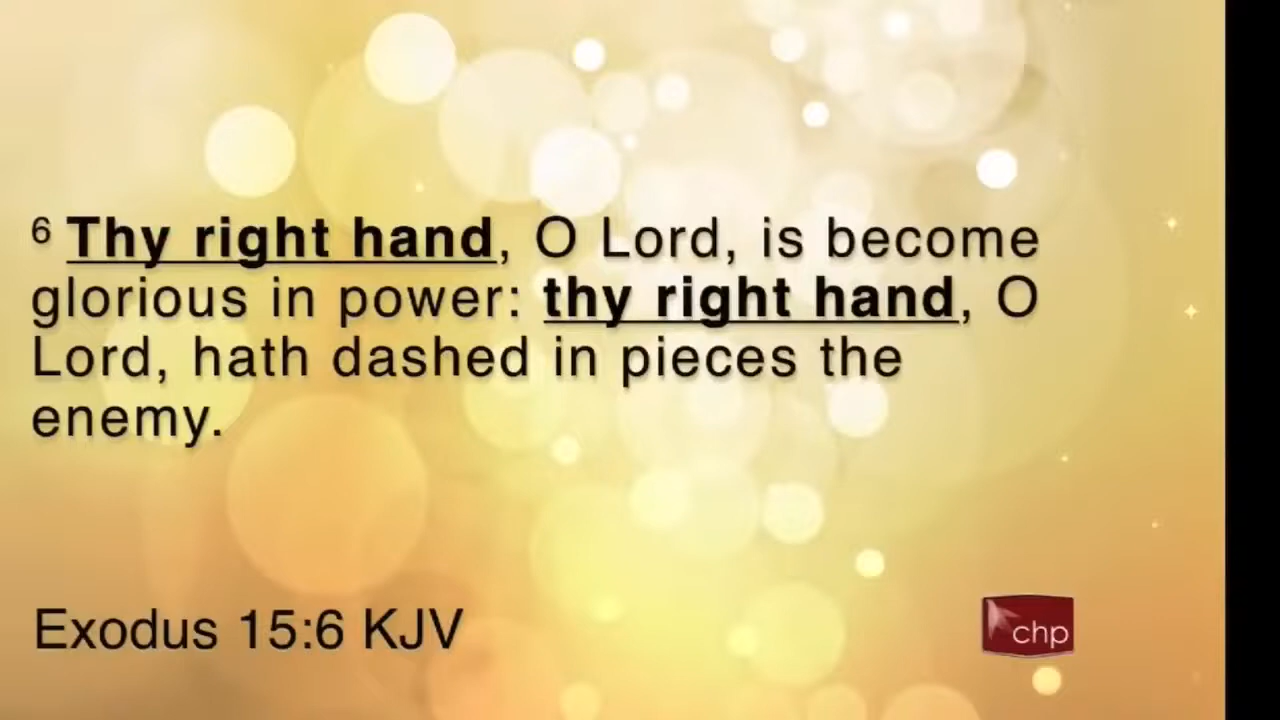 6 Thy right hand, O Lord, is become
glorious in power: thy right hand, O
Lord, hath dashed in pieces the
enemy.
Exodus 15:6 KJV
chp